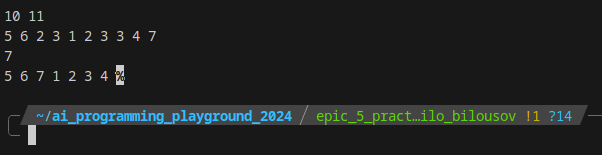 10 11
5 6 2 3 1 2 3 3 4 7
7
5 6 7 1 2 3 4 %
~/ai_programming_playground_2024 epic_5_pract…ilo_bilousov !1 ?14